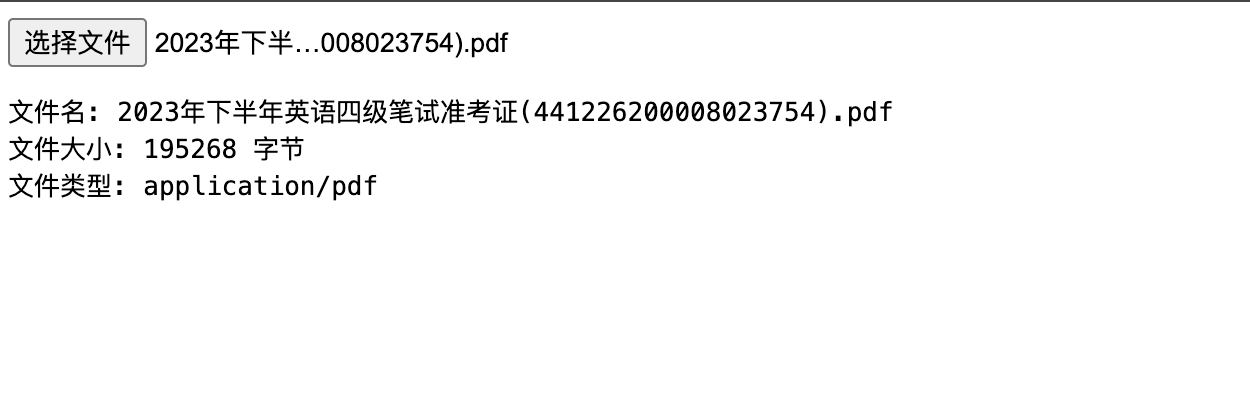 选择文件 2023年下半…008023754).pdf
文件名: 2023年下半年英语四级笔试准考证(441226200008023754).pdf
文件大小: 195268 字节
文件类型: application/pdf